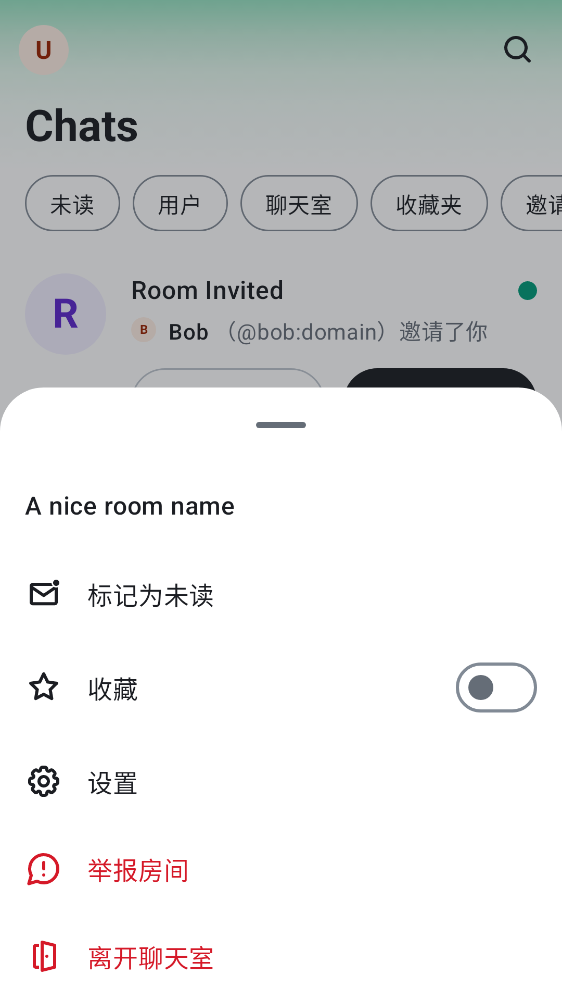 U
Chats
未读
用户
聊天室
收藏夹
邀请
R
Room Invited
B Bob （@bob:domain）邀请了你
A nice room name
标记为未读
收藏
设置
举报房间
离开聊天室